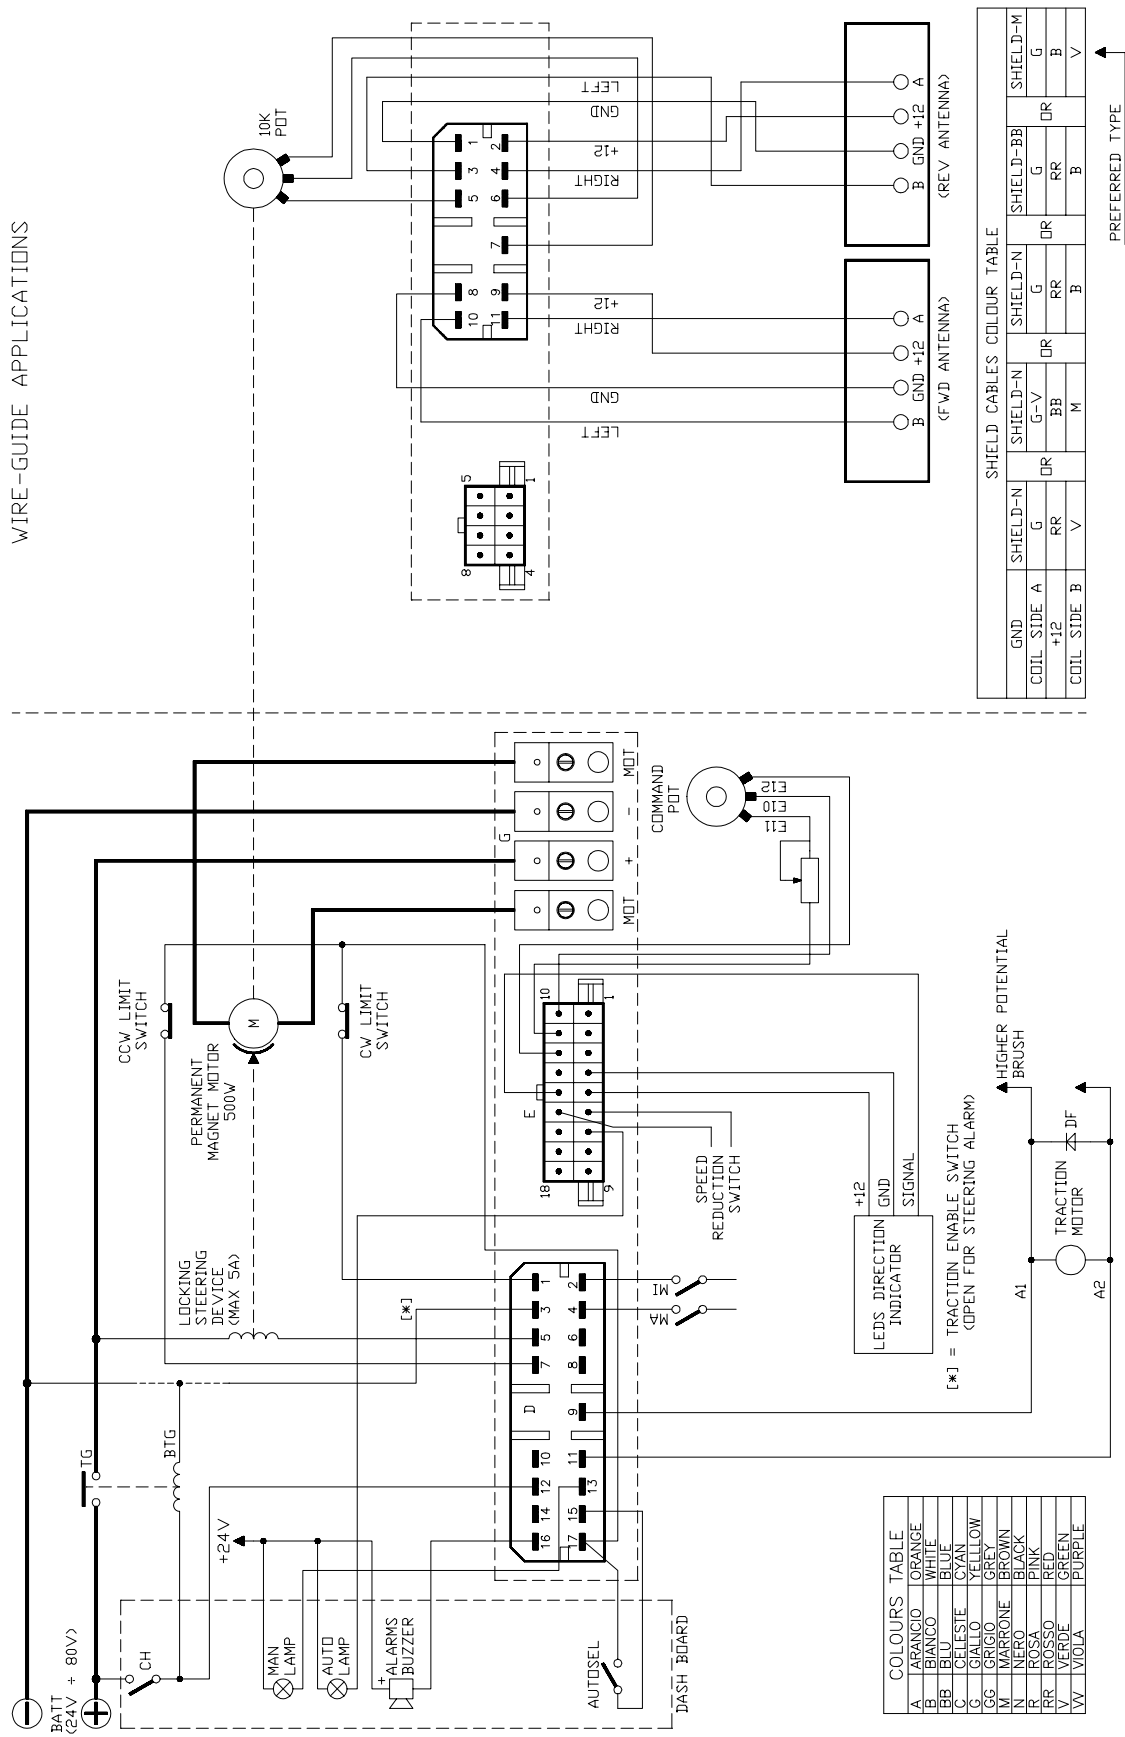 WIRE-GUIDE APPLICATIONS
10K
POT
LEFT
GND
+12
RIGHT
1
2
3
4
5
6
7
8
9
10
11
+12
RIGHT
GND
LEFT
5
1
8
4
B GND +12 A
(REV ANTENNA)
B GND +12 A
(FWD ANTENNA)
SHIELD CABLES COLOUR TABLE
GND SHIELD-N OR SHIELD-N OR SHIELD-N OR SHIELD-BB OR SHIELD-M
COIL SIDE A G G-V G G G
+12 RR BB RR RR B
COIL SIDE B V M B B V
PREFERRED TYPE
BATT
(24V ÷ 80V)
-
+
TG
BTG
CH
+24V
MAN
LAMP
AUTO
LAMP
+
ALARMS
BUZZER
AUTOSEL
DASH BOARD
LOCKING
STEERING
DEVICE
(MAX 5A)
CCW LIMIT
SWITCH
PERMANENT
MAGNET MOTOR
500W
M
CW LIMIT
SWITCH
[*]
G
MOT
+
-
MOT
COMMAND
POT
E12
E10
E11
E
10
1
18
9
SPEED
REDUCTION
SWITCH
D
1
2
3
4
5
6
7
8
9
10
11
12
13
14
15
16
17
MI
MA
+12
GND
SIGNAL
LEDS DIRECTION
INDICATOR
[*] = TRACTION ENABLE SWITCH
(OPEN FOR STEERING ALARM)
HIGHER POTENTIAL
BRUSH
A1
TRACTION
MOTOR
DF
A2
COLOURS TABLE
A ARANCIO ORANGE
B BIANCO WHITE
BB BLU BLUE
C CELESTE CYAN
G GIALLO YELLLOW
GG GRIGIO GREY
M MARRONE BROWN
N NERO BLACK
R ROSA PINK
RR ROSSO RED
V VERDE GREEN
VV VIOLA PURPLE